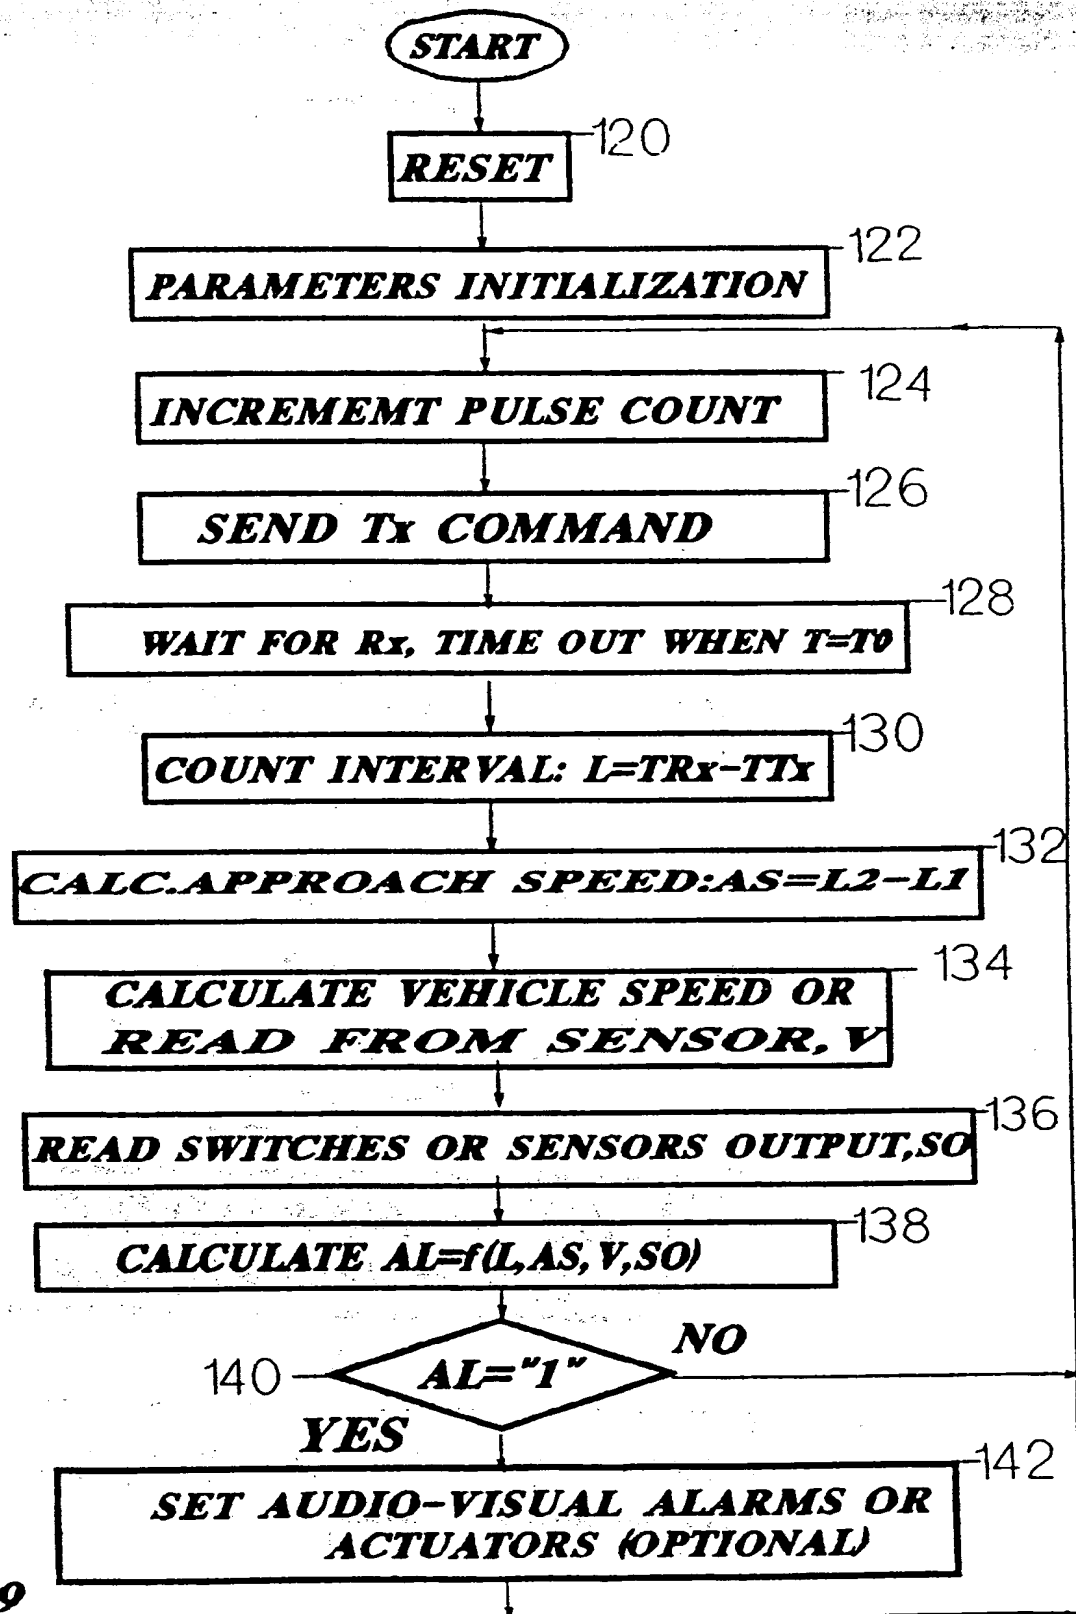 START
120
RESET
122
PARAMETERS INITIALIZATION
124
INCREMEMT PULSE COUNT
126
SEND Tx COMMAND
128
WAIT FOR Rx, TIME OUT WHEN T=T0
130
COUNT INTERVAL: L=TRx-TTx
132
CALC.APPROACH SPEED:AS=L2-L1
134
CALCULATE VEHICLE SPEED OR
READ FROM SENSOR, V
136
READ SWITCHES OR SENSORS OUTPUT,SO
138
CALCULATE AL=f(L,AS,V,SO)
NO
140
AL="1"
YES
142
SET AUDIO-VISUAL ALARMS OR
ACTUATORS (OPTIONAL)
9